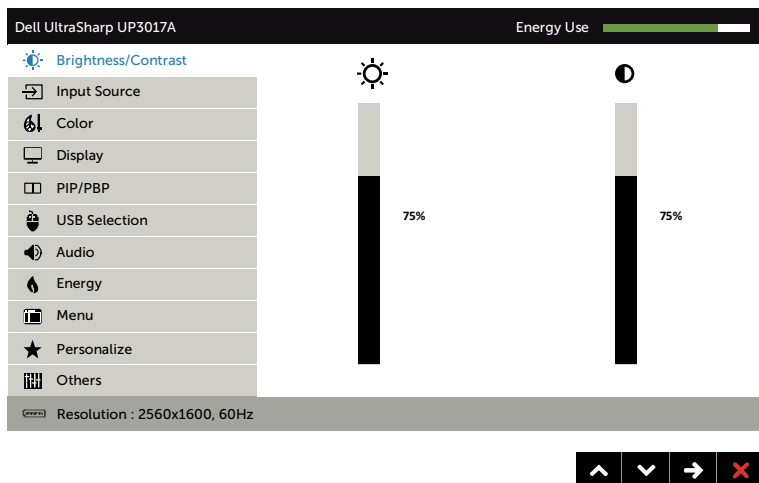 Dell UltraSharp UP3017A
Energy Use
Brightness/Contrast
Input Source
Color
Display
PIP/PBP
USB Selection
Audio
Energy
Menu
Personalize
Others
75%
75%
Resolution : 2560x1600, 60Hz